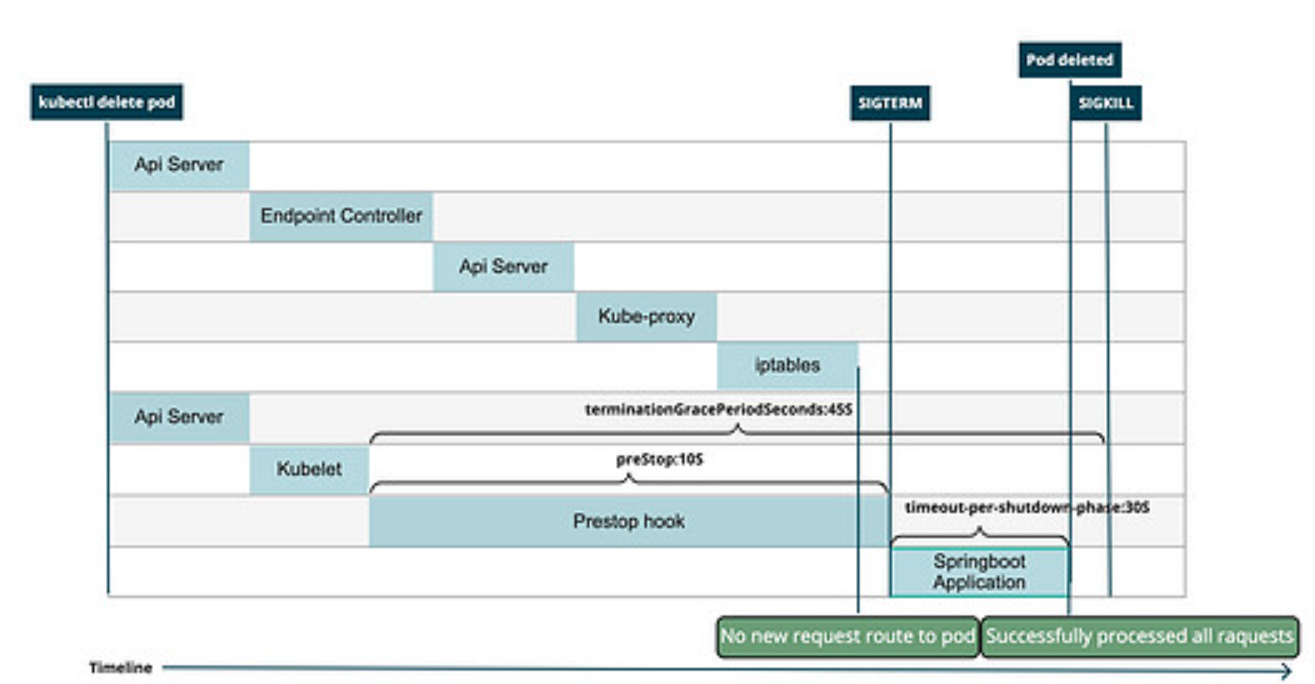 Pod deleted
kubectl delete pod
SIGTERM
SIGKILL
Api Server
Endpoint Controller
Api Server
Kube-proxy
iptables
terminationGracePeriodSeconds:45S
Api Server
preStop:10S
Kubelet
timeout-per-shutdown-phase:30S
Prestop hook
Springboot
Application
No new request route to pod
Successfully processed all raquests
Timeline